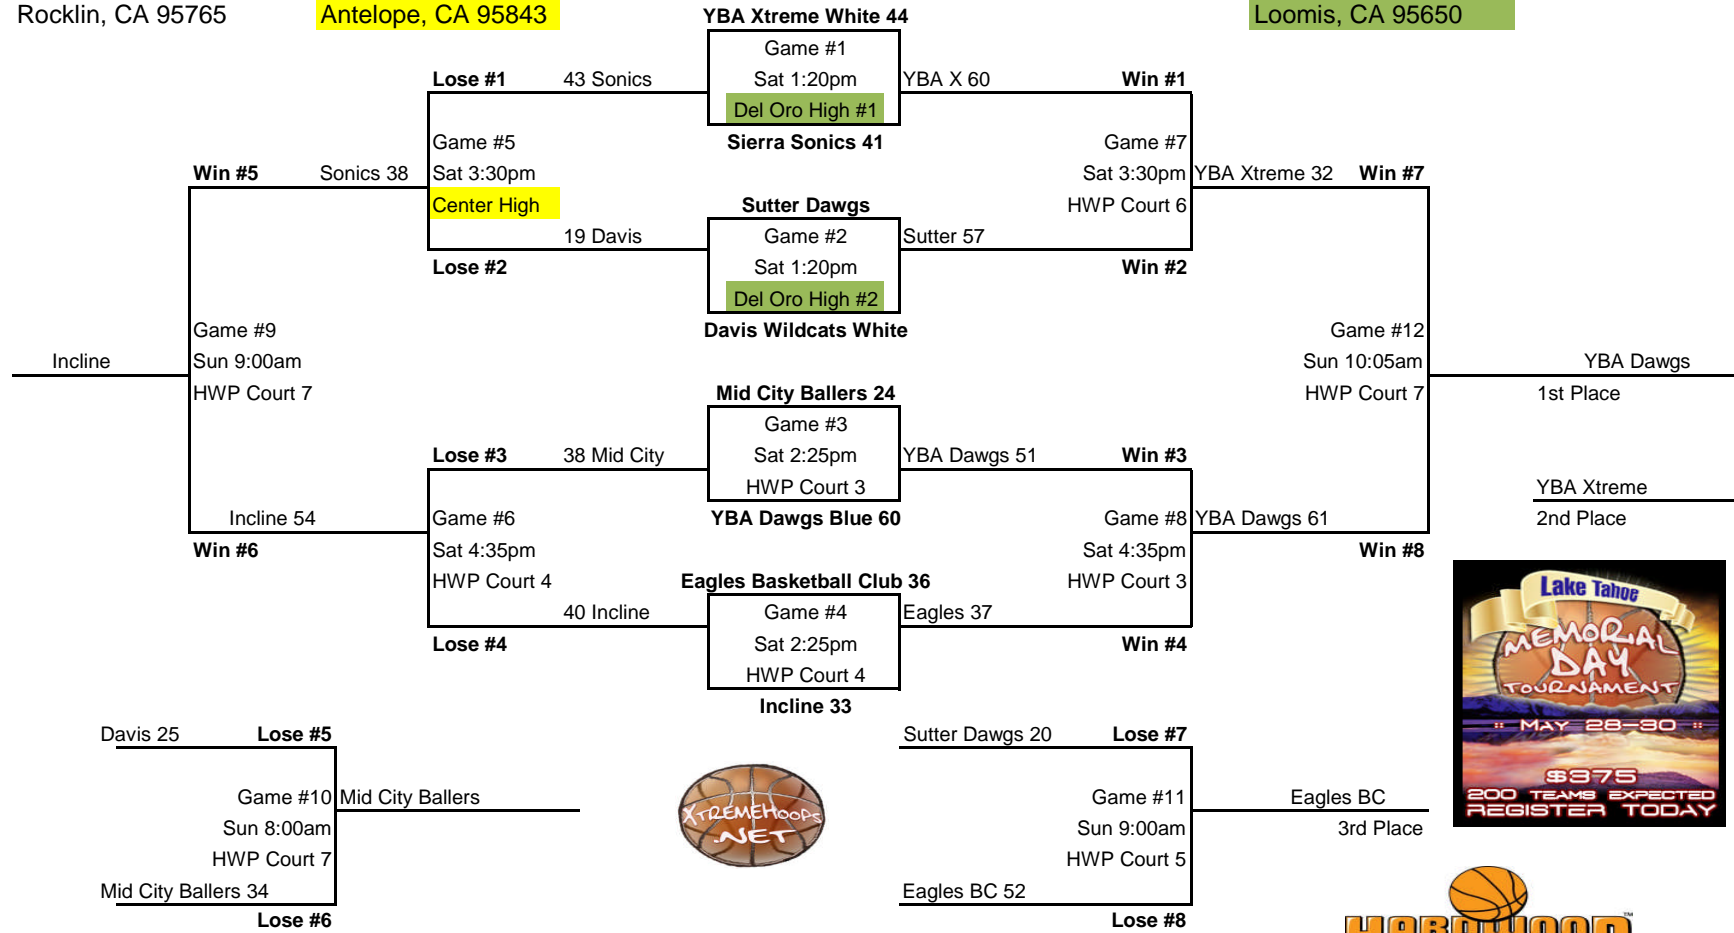 Rocklin, CA 95765
Antelope, CA 95843
YBA Xtreme White 44
Loomis, CA 95650
Game #1
Lose #1
43 Sonics
Sat 1:20pm
YBA X 60
Win #1
Del Oro High #1
Game #5
Sierra Sonics 41
Game #7
Win #5
Sonics 38
Sat 3:30pm
Sat 3:30pm
YBA Xtreme 32
Win #7
Center High
Sutter Dawgs
HWP Court 6
19 Davis
Game #2
Sutter 57
Lose #2
Sat 1:20pm
Win #2
Del Oro High #2
Game #9
Davis Wildcats White
Game #12
Incline
Sun 9:00am
Sun 10:05am
YBA Dawgs
HWP Court 7
Mid City Ballers 24
HWP Court 7
1st Place
Game #3
Lose #3
38 Mid City
Sat 2:25pm
YBA Dawgs 51
Win #3
HWP Court 3
YBA Xtreme
Incline 54
Game #6
YBA Dawgs Blue 60
Game #8
YBA Dawgs 61
2nd Place
Win #6
Sat 4:35pm
Sat 4:35pm
Win #8
HWP Court 4
Eagles Basketball Club 36
HWP Court 3
40 Incline
Game #4
Eagles 37
Lose #4
Sat 2:25pm
Win #4
HWP Court 4
Incline 33
Lake Tahoe
MEMORIAL
DAY
TOURNAMENT
:: MAY 28–30 ::
$375
200 TEAMS EXPECTED
REGISTER TODAY
Davis 25
Lose #5
Sutter Dawgs 20
Lose #7
Game #10
Mid City Ballers
Game #11
Eagles BC
Sun 8:00am
Sun 9:00am
3rd Place
HWP Court 7
HWP Court 5
XTREMEHOOPS
.NET
Mid City Ballers 34
Eagles BC 52
Lose #6
Lose #8
HARDWOOD